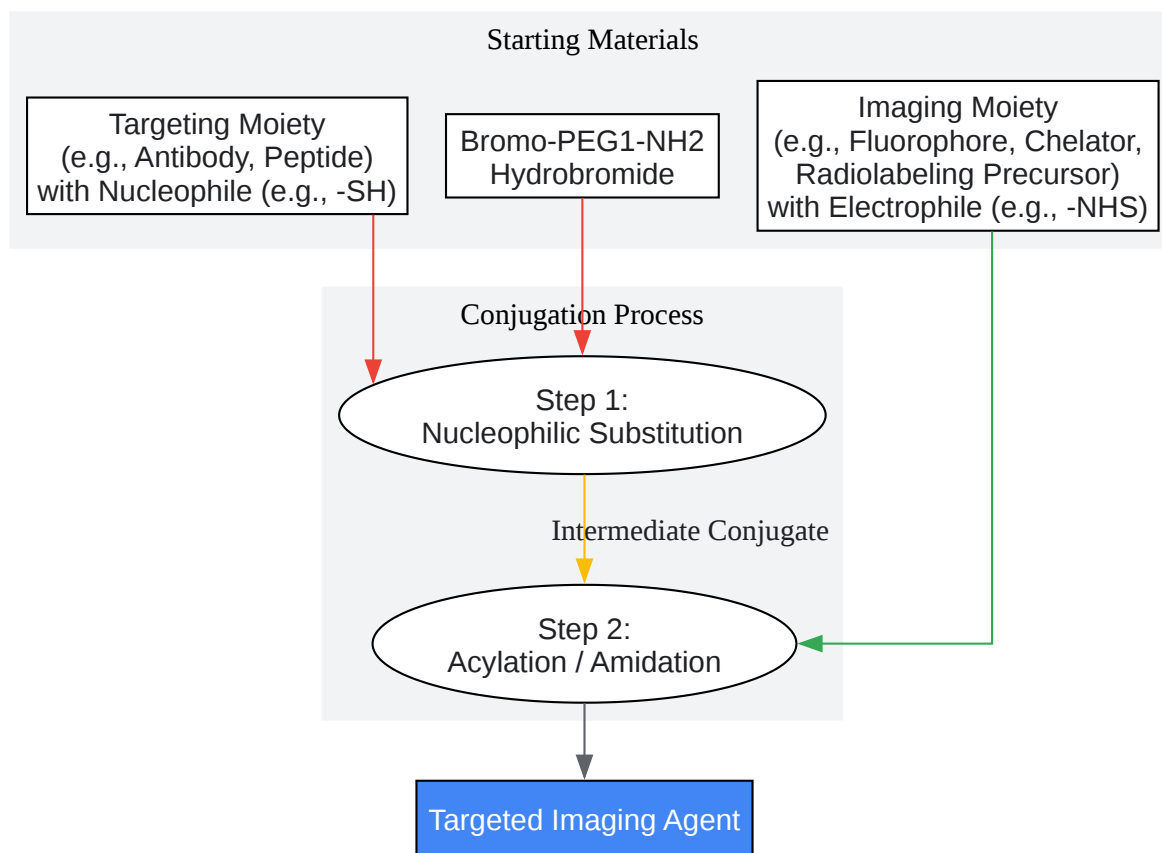 Starting Materials
Targeting Moiety
(e.g., Antibody, Peptide)
with Nucleophile (e.g., -SH)
Bromo-PEG1-NH2
Hydrobromide
Imaging Moiety
(e.g., Fluorophore, Chelator,
Radiolabeling Precursor)
with Electrophile (e.g., -NHS)
Conjugation Process
Step 1:
Nucleophilic Substitution
Intermediate Conjugate
Step 2:
Acylation / Amidation
Targeted Imaging Agent